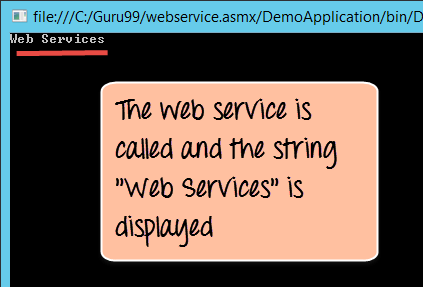 file:///C:/Guru99/webservice.asmx/DemoApplication/bin/D
Web Services
The web service is
called and the string
"Web Services" is
displayed